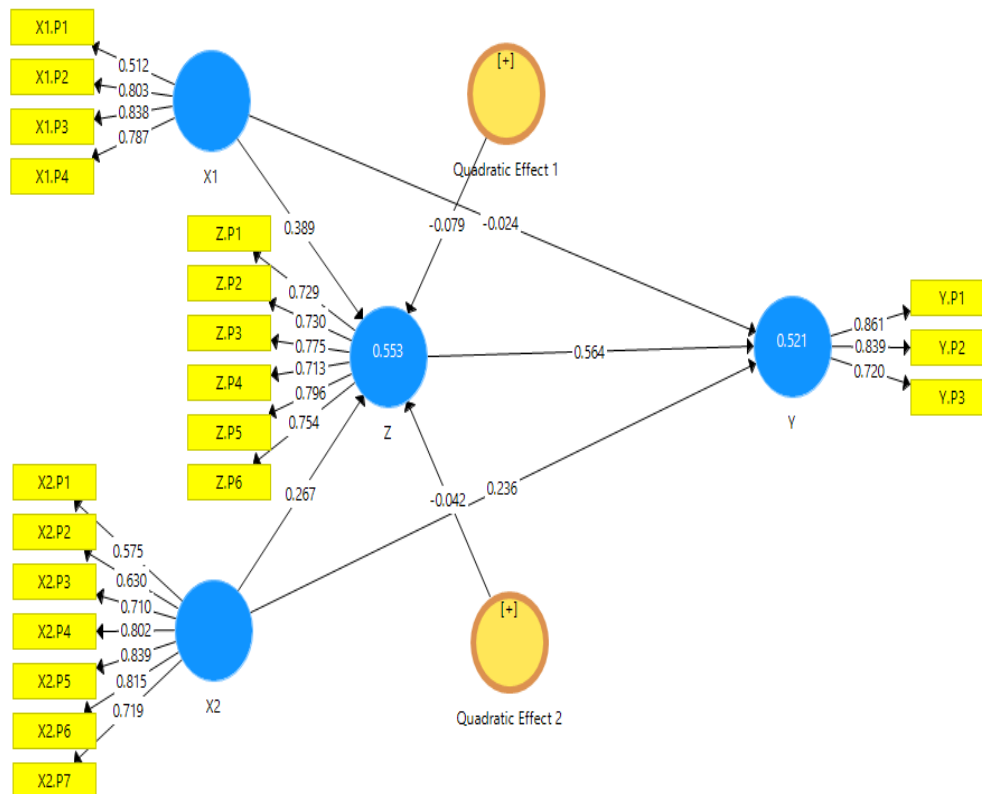 X1.P1
X1.P2
X1.P3
X1.P4
0.512
0.803
0.838
0.787
X1
[+]
Quadratic Effect 1
0.389
-0.079
-0.024
Z.P1
Z.P2
Z.P3
Z.P4
Z.P5
Z.P6
0.729
0.730
0.775
0.713
0.796
0.754
0.553
Z
0.564
0.521
Y
0.861
0.839
0.720
Y.P1
Y.P2
Y.P3
0.267
-0.042
0.236
X2.P1
X2.P2
X2.P3
X2.P4
X2.P5
X2.P6
X2.P7
0.575
0.630
0.710
0.802
0.839
0.815
0.719
X2
[+]
Quadratic Effect 2